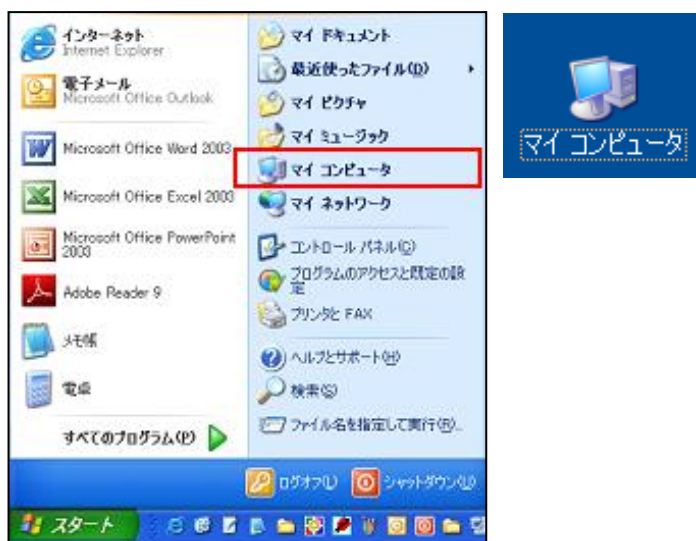 インターネット
Internet Explorer
電子メール
Microsoft Office Outlook
Microsoft Office Word 2003
Microsoft Office Excel 2003
Microsoft Office PowerPoint
2003
Adobe Reader 9
メモ帳
電卓
すべてのプログラム(P)
マイ ドキュメント
最近使ったファイル(D)
マイ ピクチャ
マイ ミュージック
マイ コンピュータ
マイ ネットワーク
コントロール パネル(C)
プログラムのアクセスと既定の設
定
プリンタと FAX
ヘルプとサポート(H)
検索(S)
ファイル名を指定して実行(R)...
ログオフ(L)
シャットダウン(U)
スタート
マイ コンピュータ